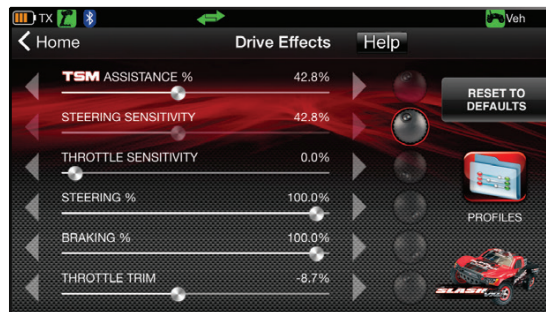 TX
Veh
Home
Drive Effects
Help
TSM ASSISTANCE %
42.8%
STEERING SENSITIVITY
42.8%
THROTTLE SENSITIVITY
0.0%
STEERING %
100.0%
BRAKING %
100.0%
THROTTLE TRIM
-8.7%
RESET TO
DEFAULTS
PROFILES
SLASH